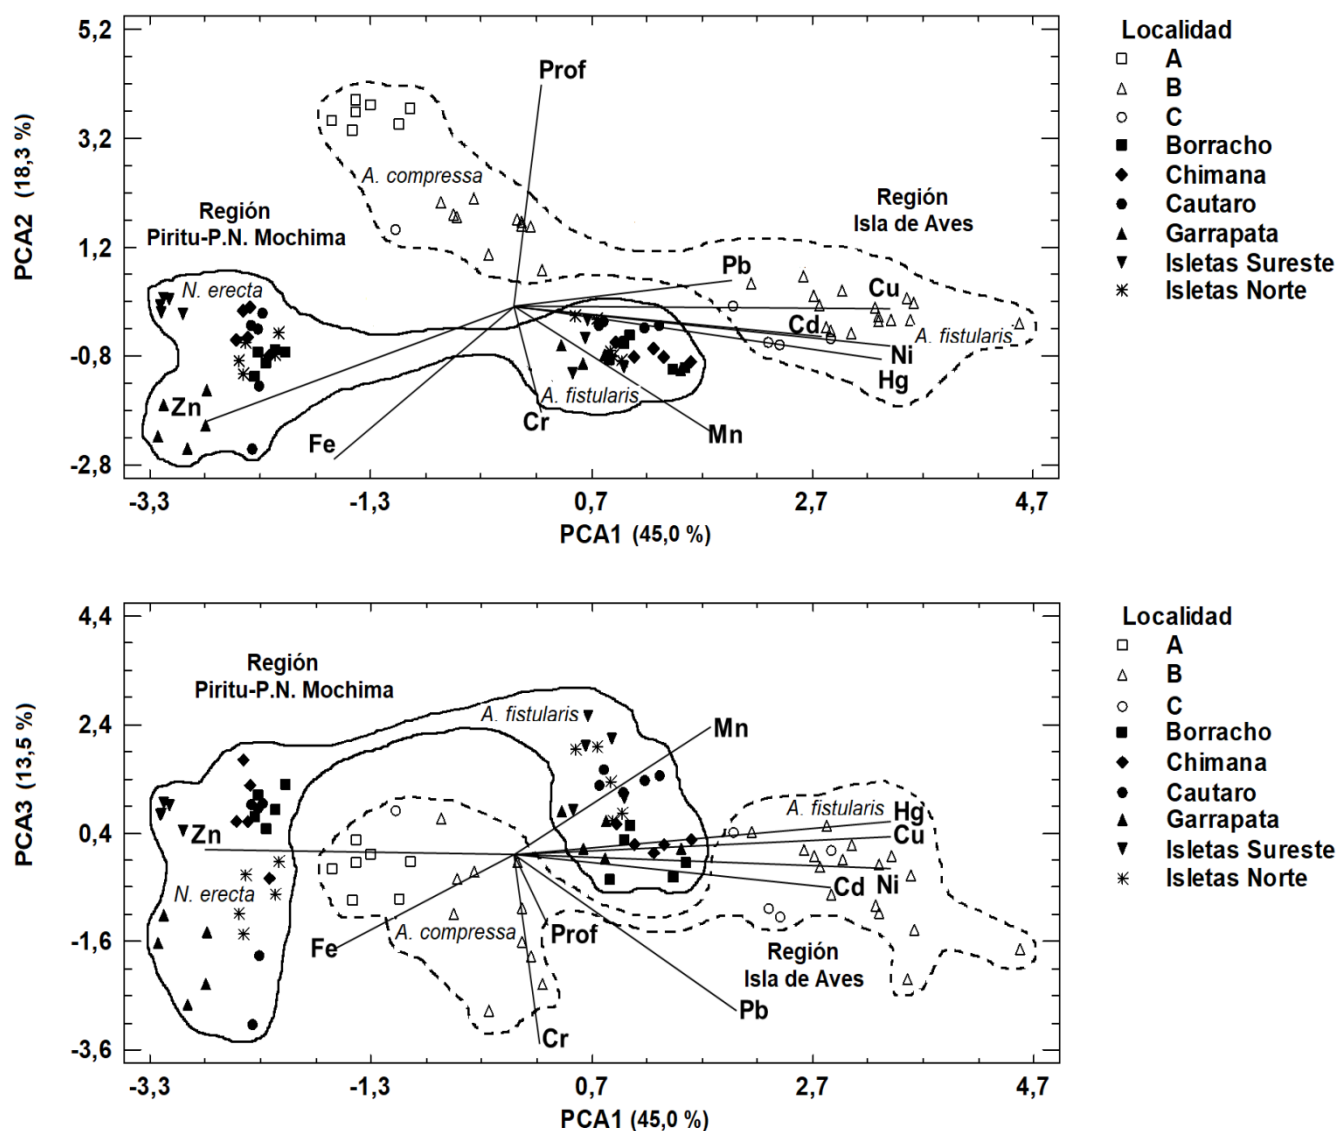 5,2
3,2
1,2
-0,8
-2,8
PCA2 (18,3 %)
Prof
A. compressa
Región
Piritu-P.N. Mochima
Región
Isla de Aves
N. erecta
Pb
Cu
Cd
A. fistularis
Ni
Hg
Zn
A. fistularis
Cr
Mn
Fe
-3,3
-1,3
0,7
2,7
4,7
PCA1 (45,0 %)
Localidad
A
B
C
Borracho
Chimana
Cautaro
Garrapata
Isletas Sureste
Isletas Norte
4,4
2,4
0,4
-1,6
-3,6
PCA3 (13,5 %)
Región
Piritu-P.N. Mochima
A. fistularis
Mn
A. fistularis
Hg
Cu
Zn
Ni
Cd
N. erecta
Fe
A. compressa
Prof
Región
Isla de Aves
Pb
Cr
-3,3
-1,3
0,7
2,7
4,7
PCA1 (45,0 %)
Localidad
A
B
C
Borracho
Chimana
Cautaro
Garrapata
Isletas Sureste
Isletas Norte